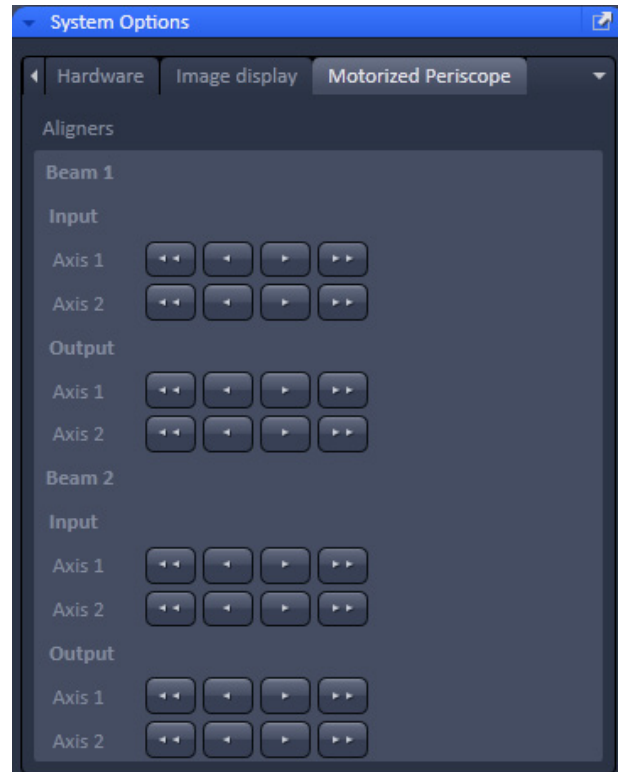 System Options
Hardware Image display Motorized Periscope
Aligners
Beam 1
Input
Axis 1
Axis 2
Output
Axis 1
Axis 2
Beam 2
Input
Axis 1
Axis 2
Output
Axis 1
Axis 2